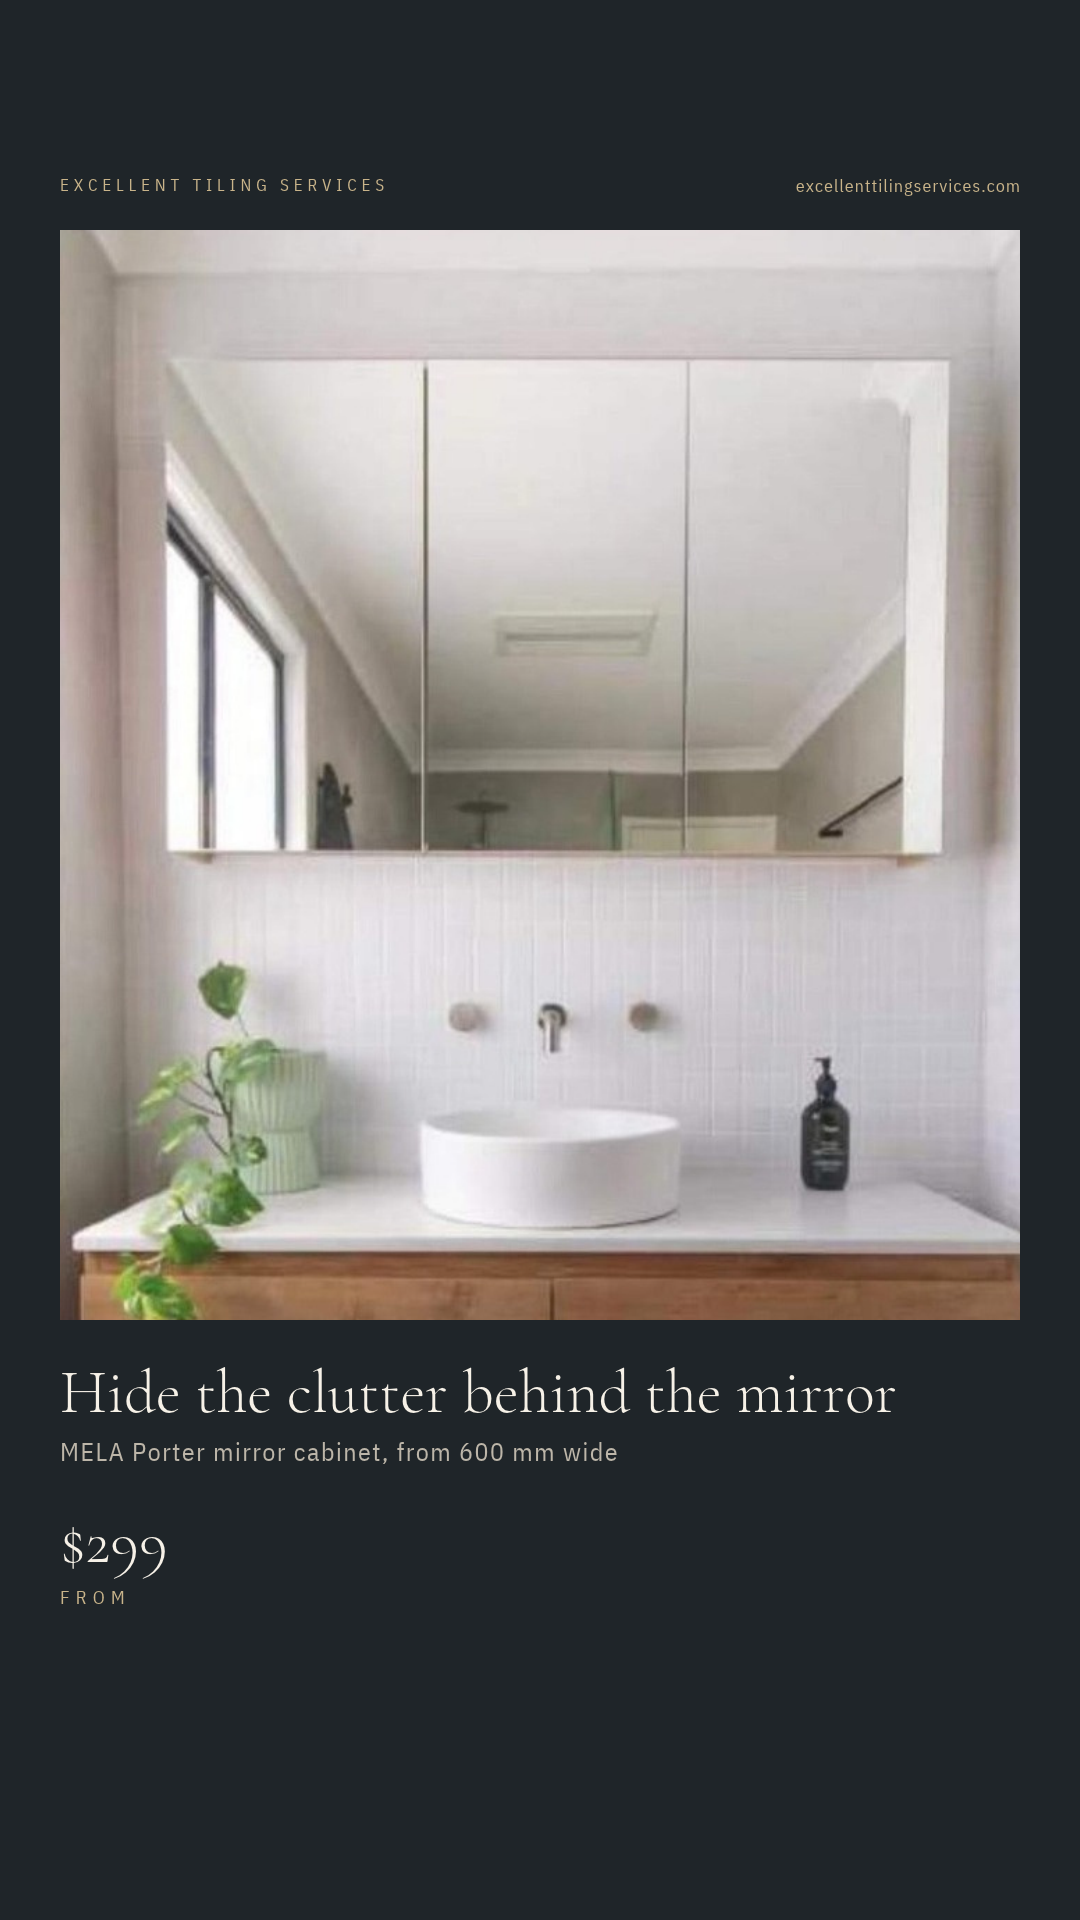 EXCELLENT TILING SERVICES
excellenttilingservices.com
Hide the clutter behind the mirror
MELA Porter mirror cabinet, from 600 mm wide
$299
FROM